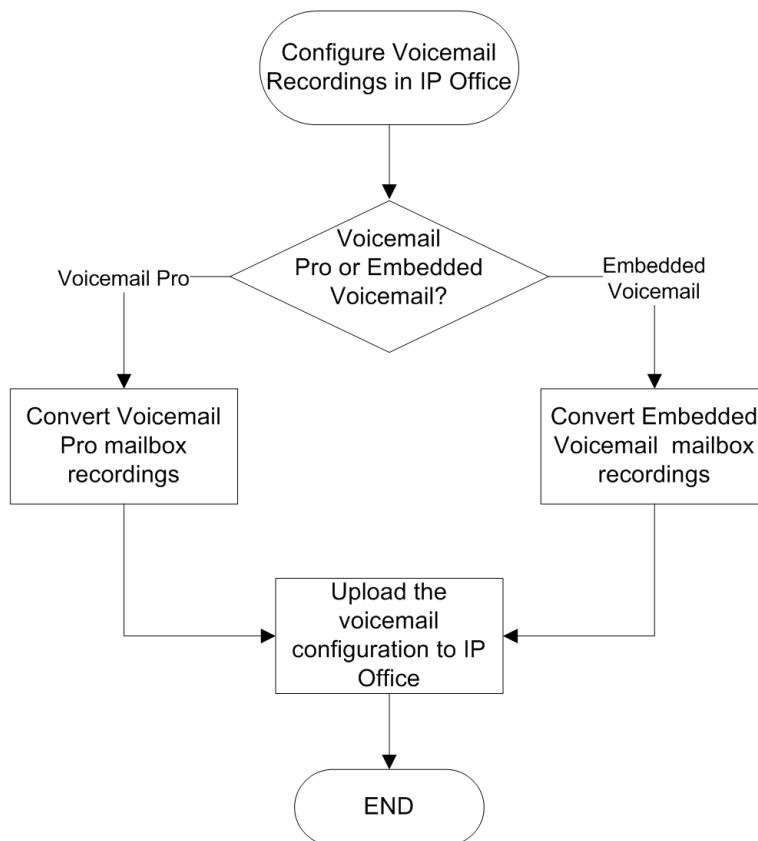 Configure Voicemail
Recordings in IP Office
Voicemail
Pro or Embedded
Voicemail?
Voicemail Pro
Embedded
Voicemail
Convert Voicemail
Pro mailbox
recordings
Convert Embedded
Voicemail mailbox
recordings
Upload the
voicemail
configuration to IP
Office
END